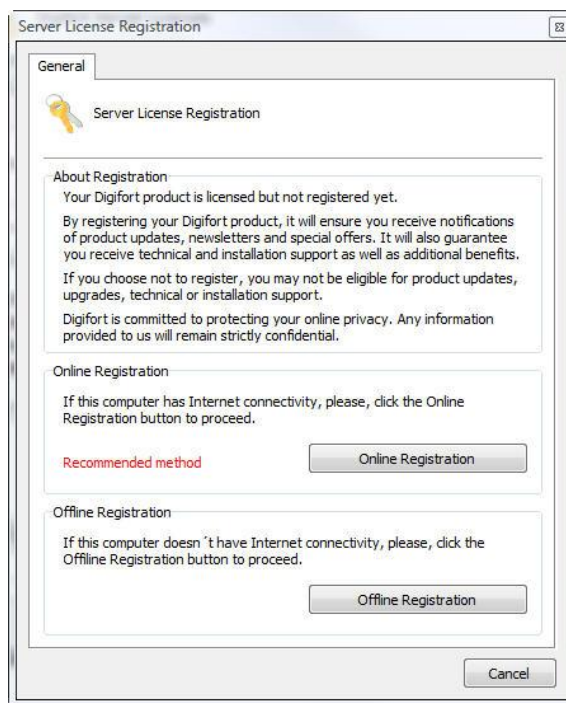 Server License Registration
General
Server License Registration
About Registration
Your Digifort product is licensed but not registered yet.
By registering your Digifort product, it will ensure you receive notifications
of product updates, newsletters and special offers. It will also guarantee
you receive technical and installation support as well as additional benefits.
If you choose not to register, you may not be eligible for product updates,
upgrades, technical or installation support.
Digifort is committed to protecting your online privacy. Any information
provided to us will remain strictly confidential.
Online Registration
If this computer has Internet connectivity, please, click the Online
Registration button to proceed.
Recommended method
Online Registration
Offline Registration
If this computer doesn´t have Internet connectivity, please, click the
Offiline Registration button to proceed.
Offline Registration
Cancel